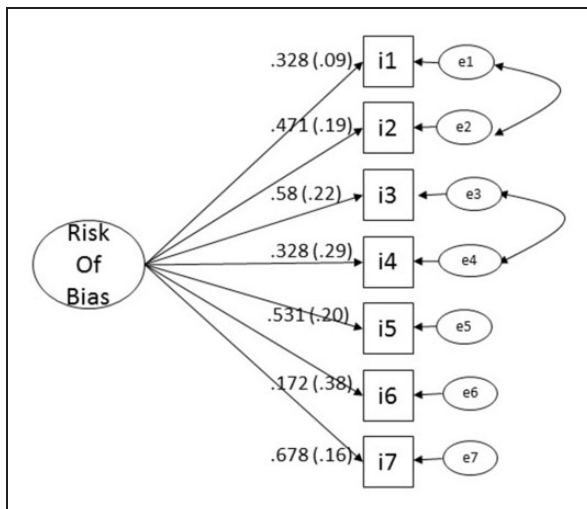 .328 (.09)
i1
e1
.471 (.19)
i2
e2
.58 (.22)
i3
e3
Risk
Of
Bias
.328 (.29)
i4
e4
.531 (.20)
i5
e5
.172 (.38)
i6
e6
.678 (.16)
i7
e7